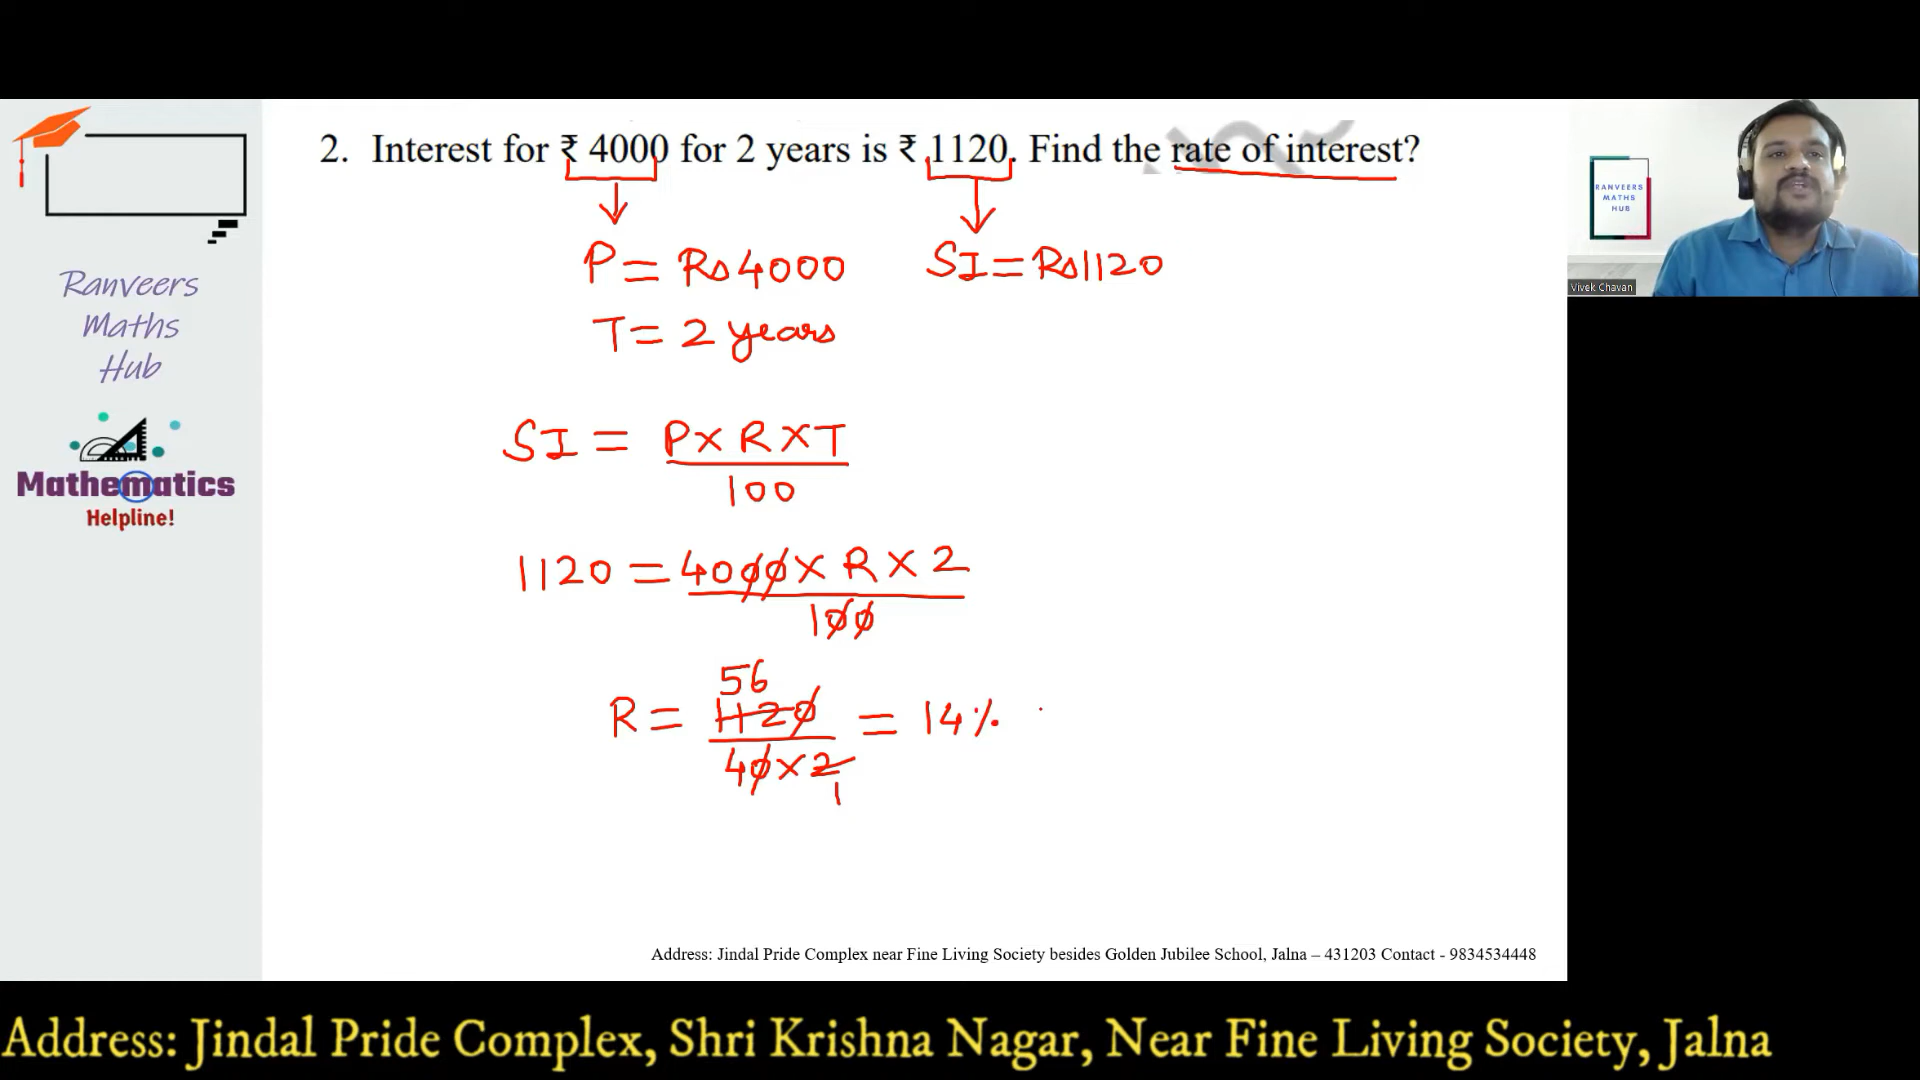 2. Interest for ₹ 4000 for 2 years is ₹ 1120. Find the rate of interest?
P = Rs 4000
SI = Rs 1120
T = 2 years
SI = P × R × T
100
1120 = 4000 × R × 2
100
56
R = 1120 = 14%
40 × 2
1
Ranveers
Maths
Hub
Mathematics
Helpline!
RANVEERS
MATHS
HUB
Vivek Chavan
Address: Jindal Pride Complex near Fine Living Society besides Golden Jubilee School, Jalna – 431203 Contact - 9834534448
Address: Jindal Pride Complex, Shri Krishna Nagar, Near Fine Living Society, Jalna